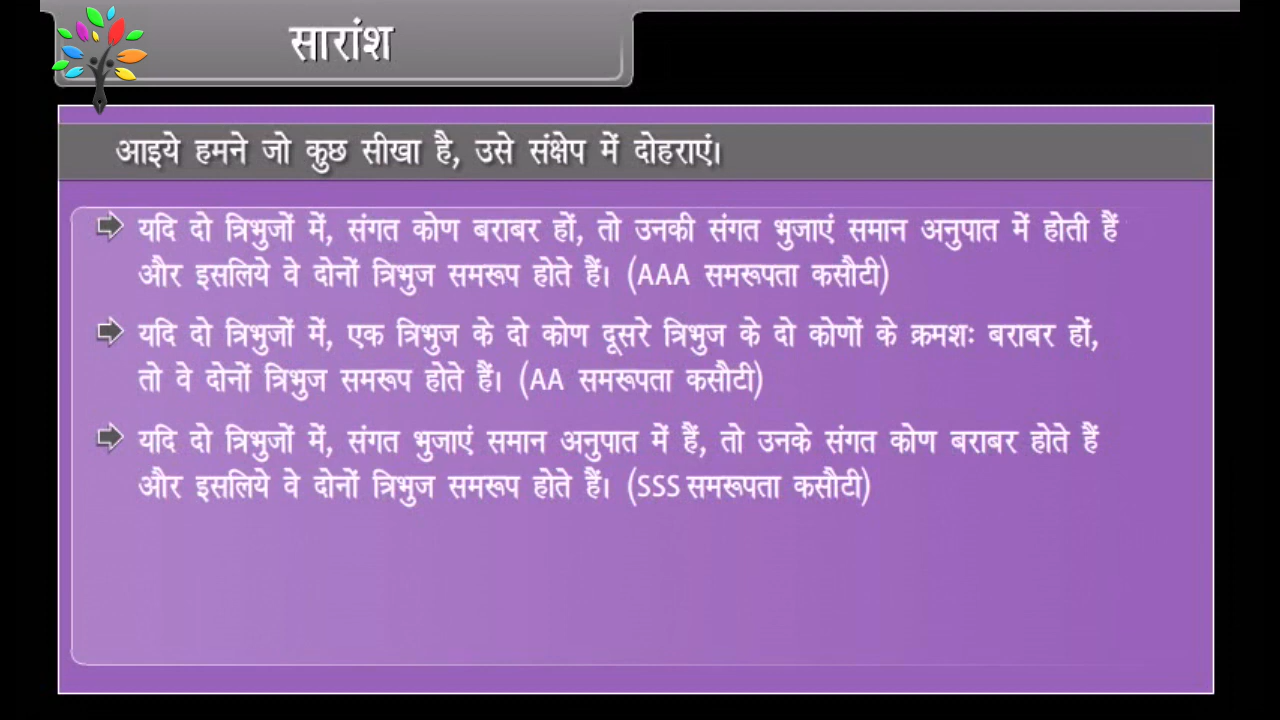 सारांश
आइये हमने जो कुछ सीखा है, उसे संक्षेप में दोहराएं।
यदि दो त्रिभुजों में, संगत कोण बराबर हों, तो उनकी संगत भुजाएं समान अनुपात में होती हैं
और इसलिये वे दोनों त्रिभुज समरूप होते हैं। (AAA समरूपता कसौटी)
यदि दो त्रिभुजों में, एक त्रिभुज के दो कोण दूसरे त्रिभुज के दो कोणों के क्रमशः बराबर हों,
तो वे दोनों त्रिभुज समरूप होते हैं। (AA समरूपता कसौटी)
यदि दो त्रिभुजों में, संगत भुजाएं समान अनुपात में हैं, तो उनके संगत कोण बराबर होते हैं
और इसलिये वे दोनों त्रिभुज समरूप होते हैं। (SSS समरूपता कसौटी)